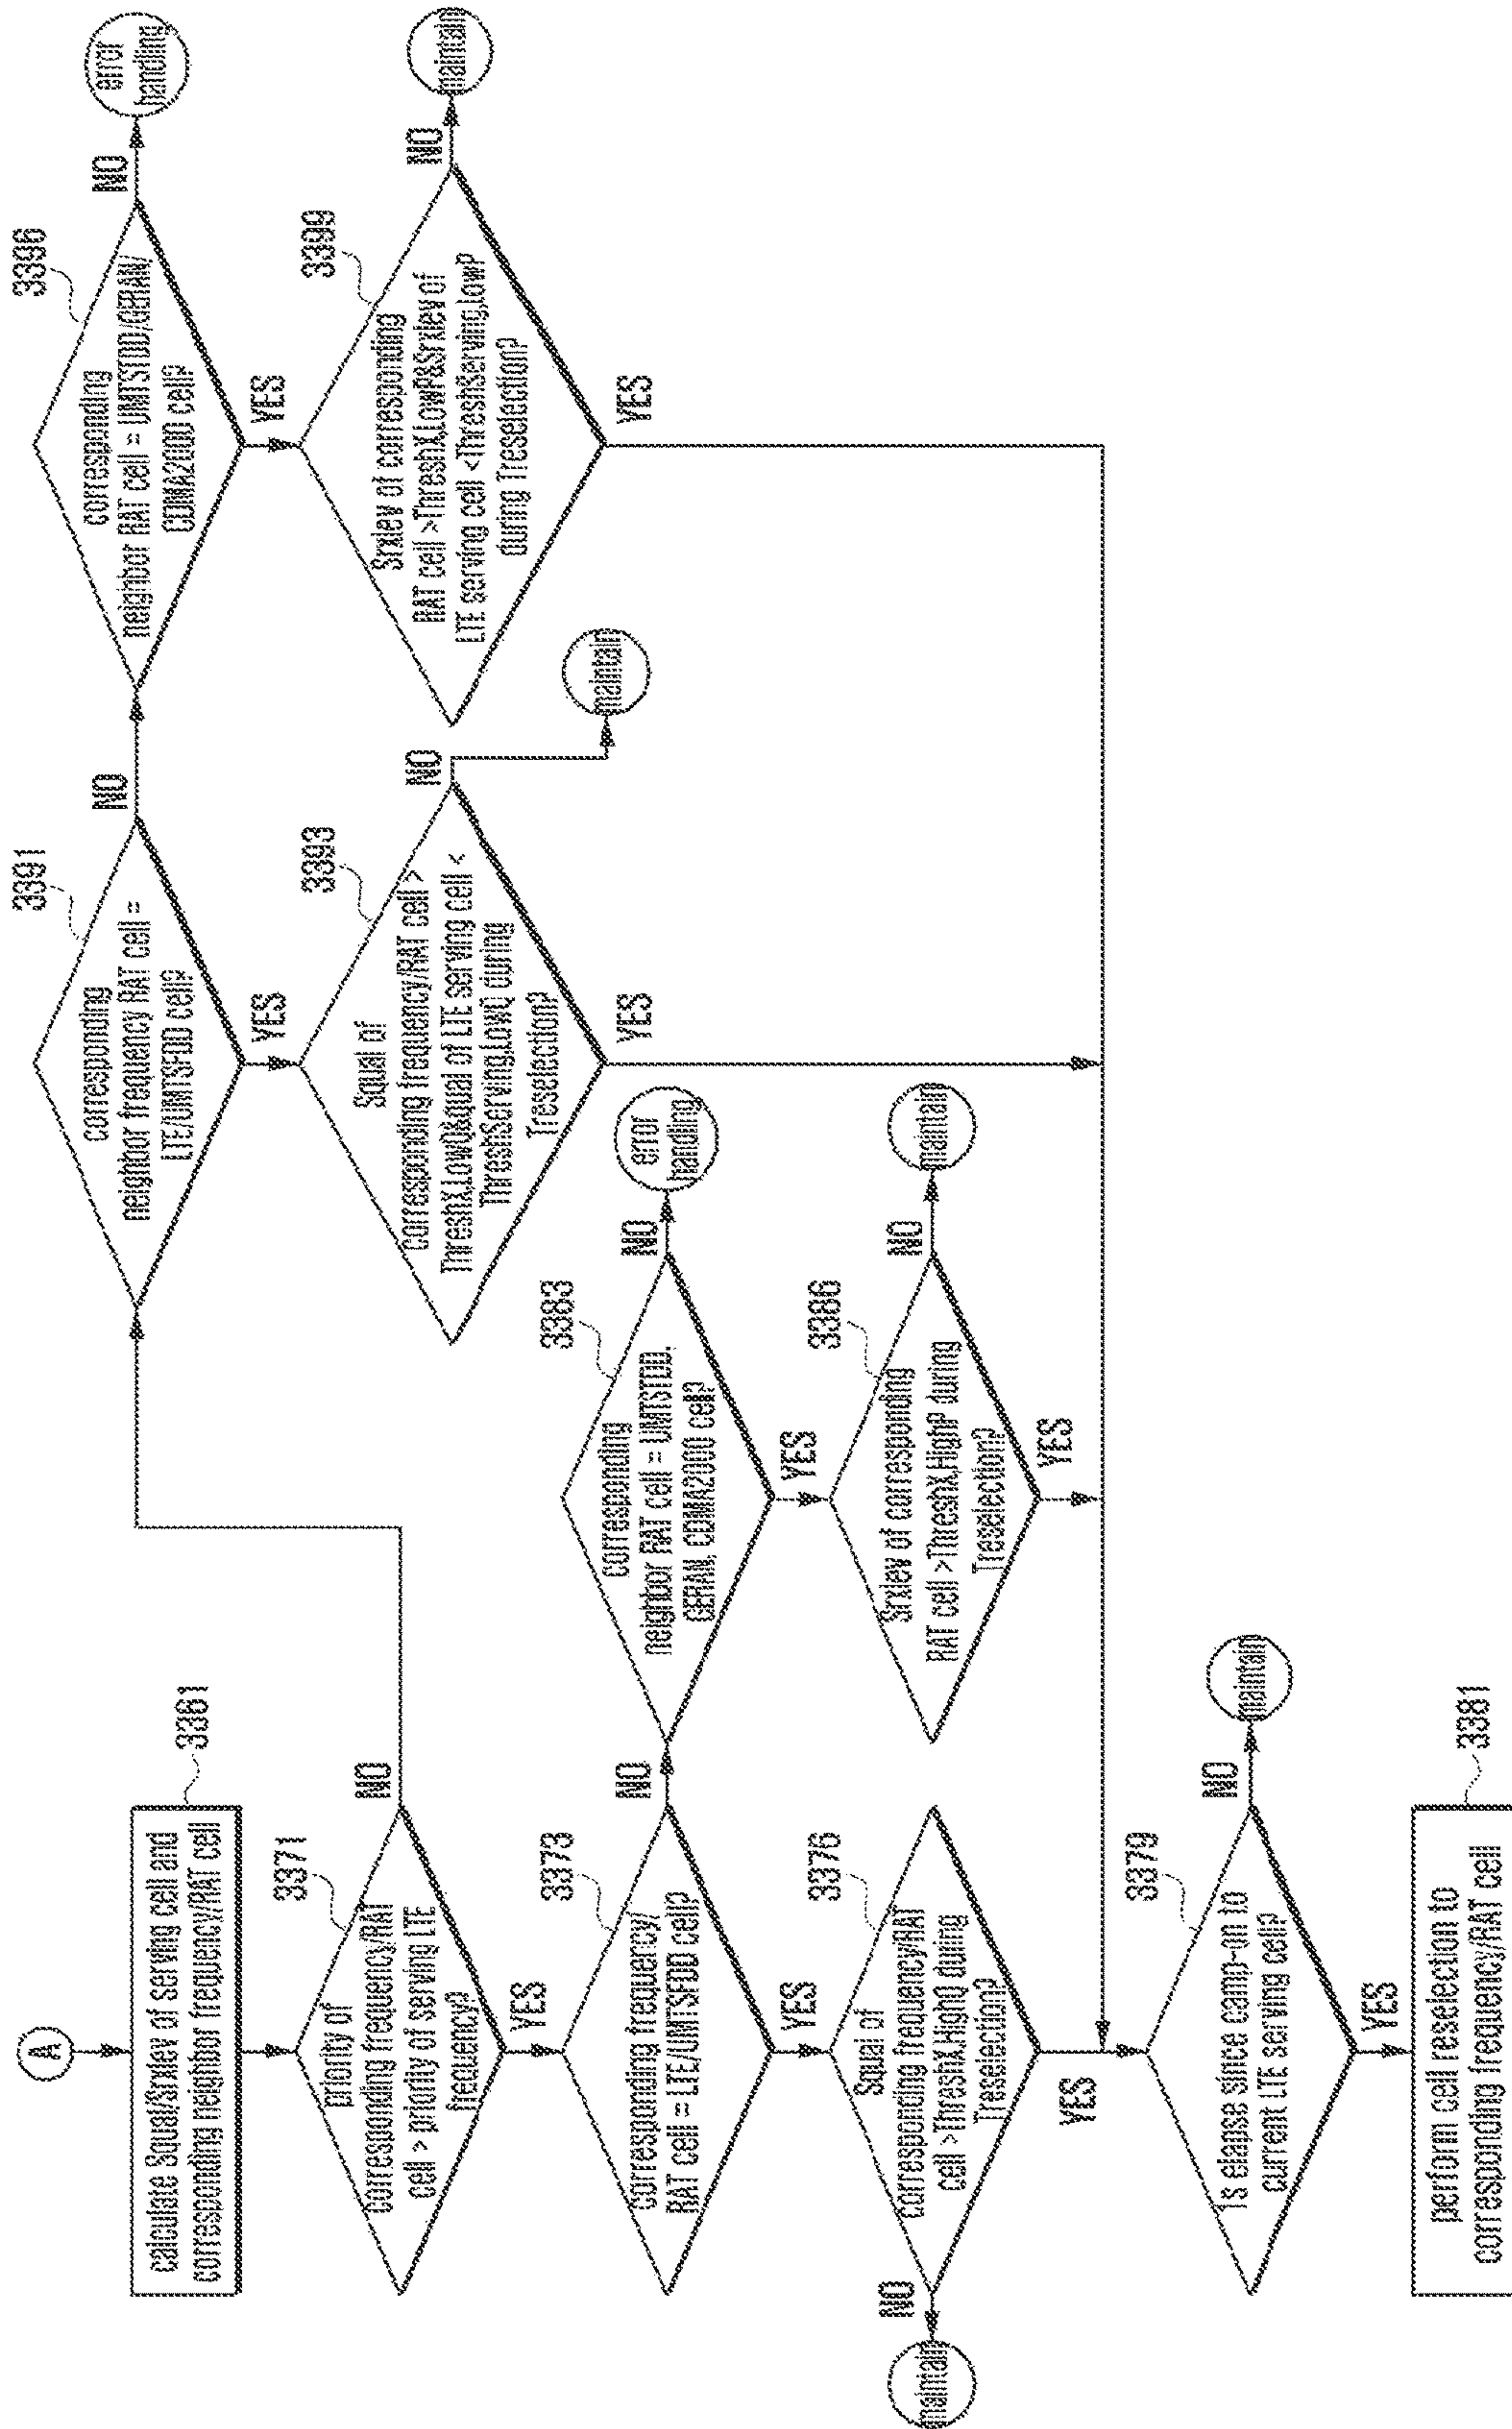 A
calculate Squal/Srxlev of serving cell and
corresponding neighbor frequency/RAT cell
3361
priority of
corresponding frequency/RAT
cell > priority of serving LTE
frequency?
3371
NO
YES
corresponding frequency/
RAT cell = LTE/UMTSFDD cell?
3373
NO
YES
Squal of
corresponding frequency/RAT
cell >ThreshX,HighQ during
Treselection?
3376
NO
maintain
YES
1s elapse since camp-on to
current LTE serving cell?
3379
NO
maintain
YES
perform cell reselection to
corresponding frequency/RAT cell
3381
corresponding
neighbor RAT cell = UMTSTDD,
GERAN, CDMA2000 cell?
3383
NO
error
handling
YES
Srxlev of corresponding
RAT cell >ThreshX,HighP during
Treselection?
3386
NO
maintain
YES
corresponding
neighbor frequency RAT cell =
LTE/UMTSFDD cell?
3391
NO
YES
Squal of
corresponding frequency/RAT cell >
ThreshX,LowQ&qual of LTE serving cell <
ThreshServing,LowQ during
Treselection?
3393
NO
maintain
YES
corresponding
neighbor RAT cell = UMTSTDD/GERAN/
CDMA2000 cell?
3396
NO
error
handling
YES
Srxlev of corresponding
RAT cell >ThreshX,LowP&Srxlev of
LTE serving cell <ThreshServing,LowP
during Treselection?
3399
NO
maintain
YES